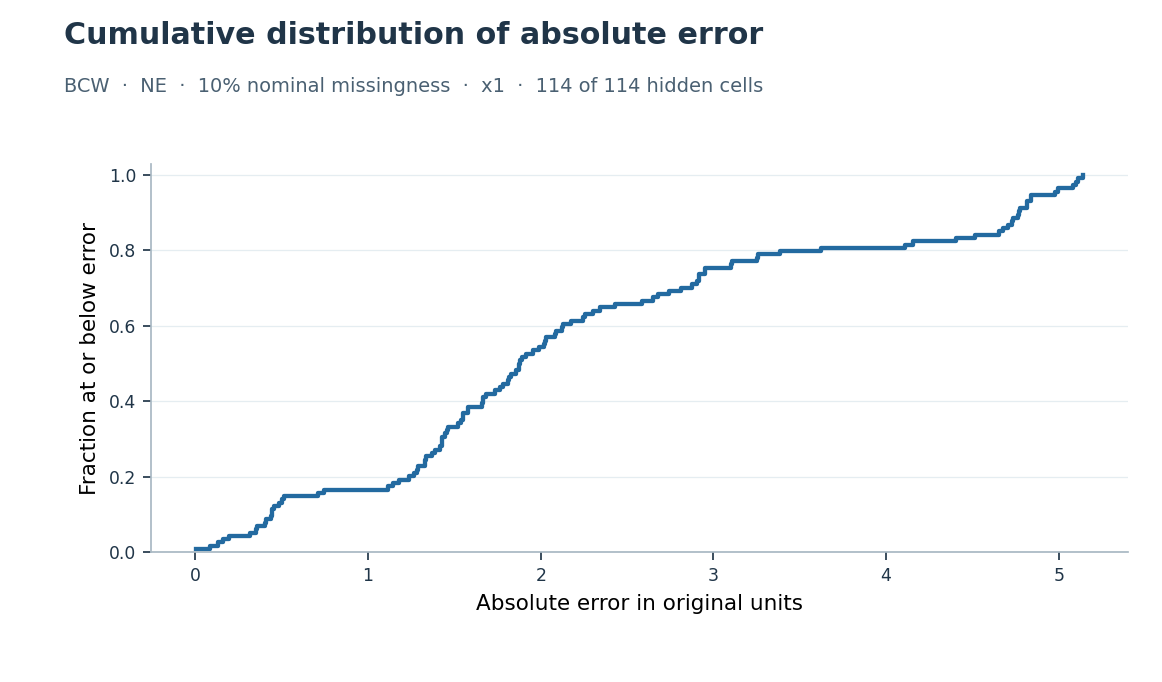 Cumulative distribution of absolute error
BCW · NE · 10% nominal missingness · x1 · 114 of 114 hidden cells
Fraction at or below error
1.0
0.8
0.6
0.4
0.2
0.0
0 1 2 3 4 5
Absolute error in original units